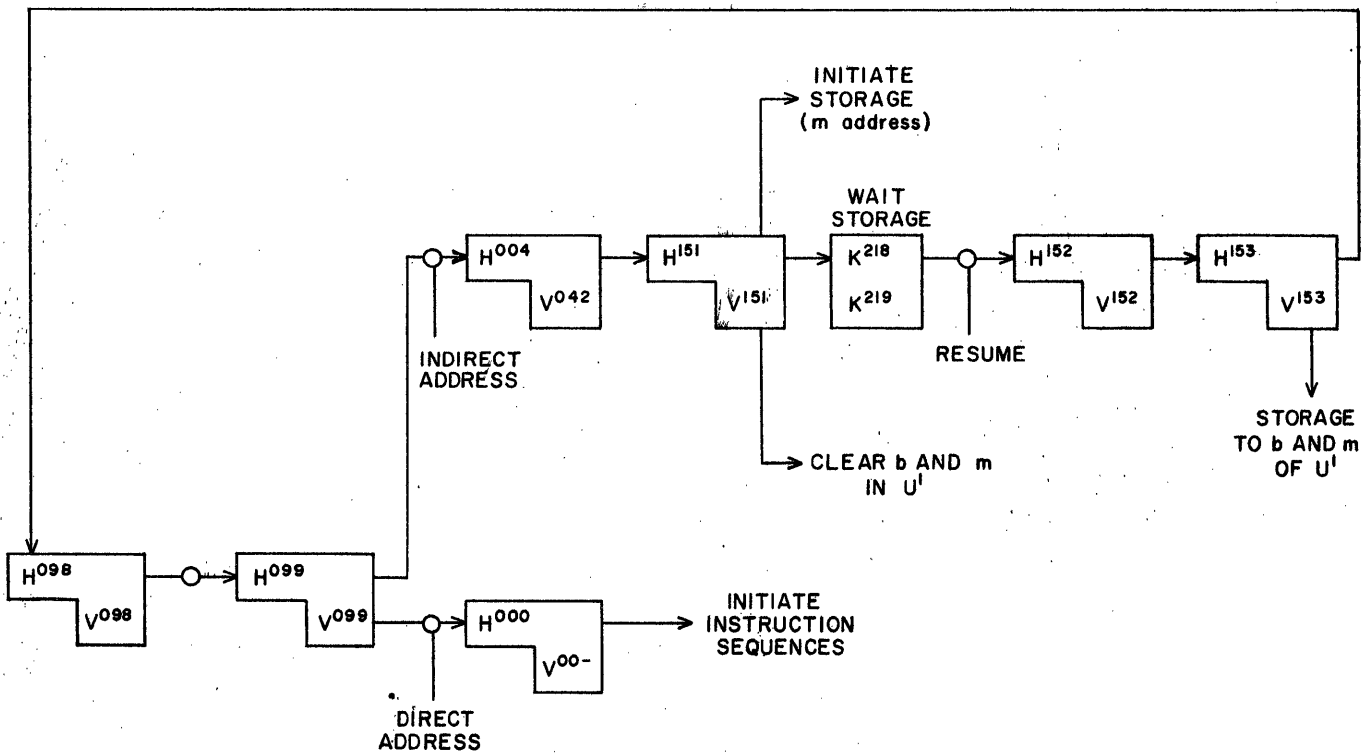 INITIATE
STORAGE
(m address)
WAIT
STORAGE
H004
V042
H151
V151
K218
K219
H152
V152
H153
V153
INDIRECT
ADDRESS
RESUME
STORAGE
TO b AND m
OF U'
CLEAR b AND m
IN U'
H098
V098
H099
V099
H000
V00-
INITIATE
INSTRUCTION
SEQUENCES
DIRECT
ADDRESS